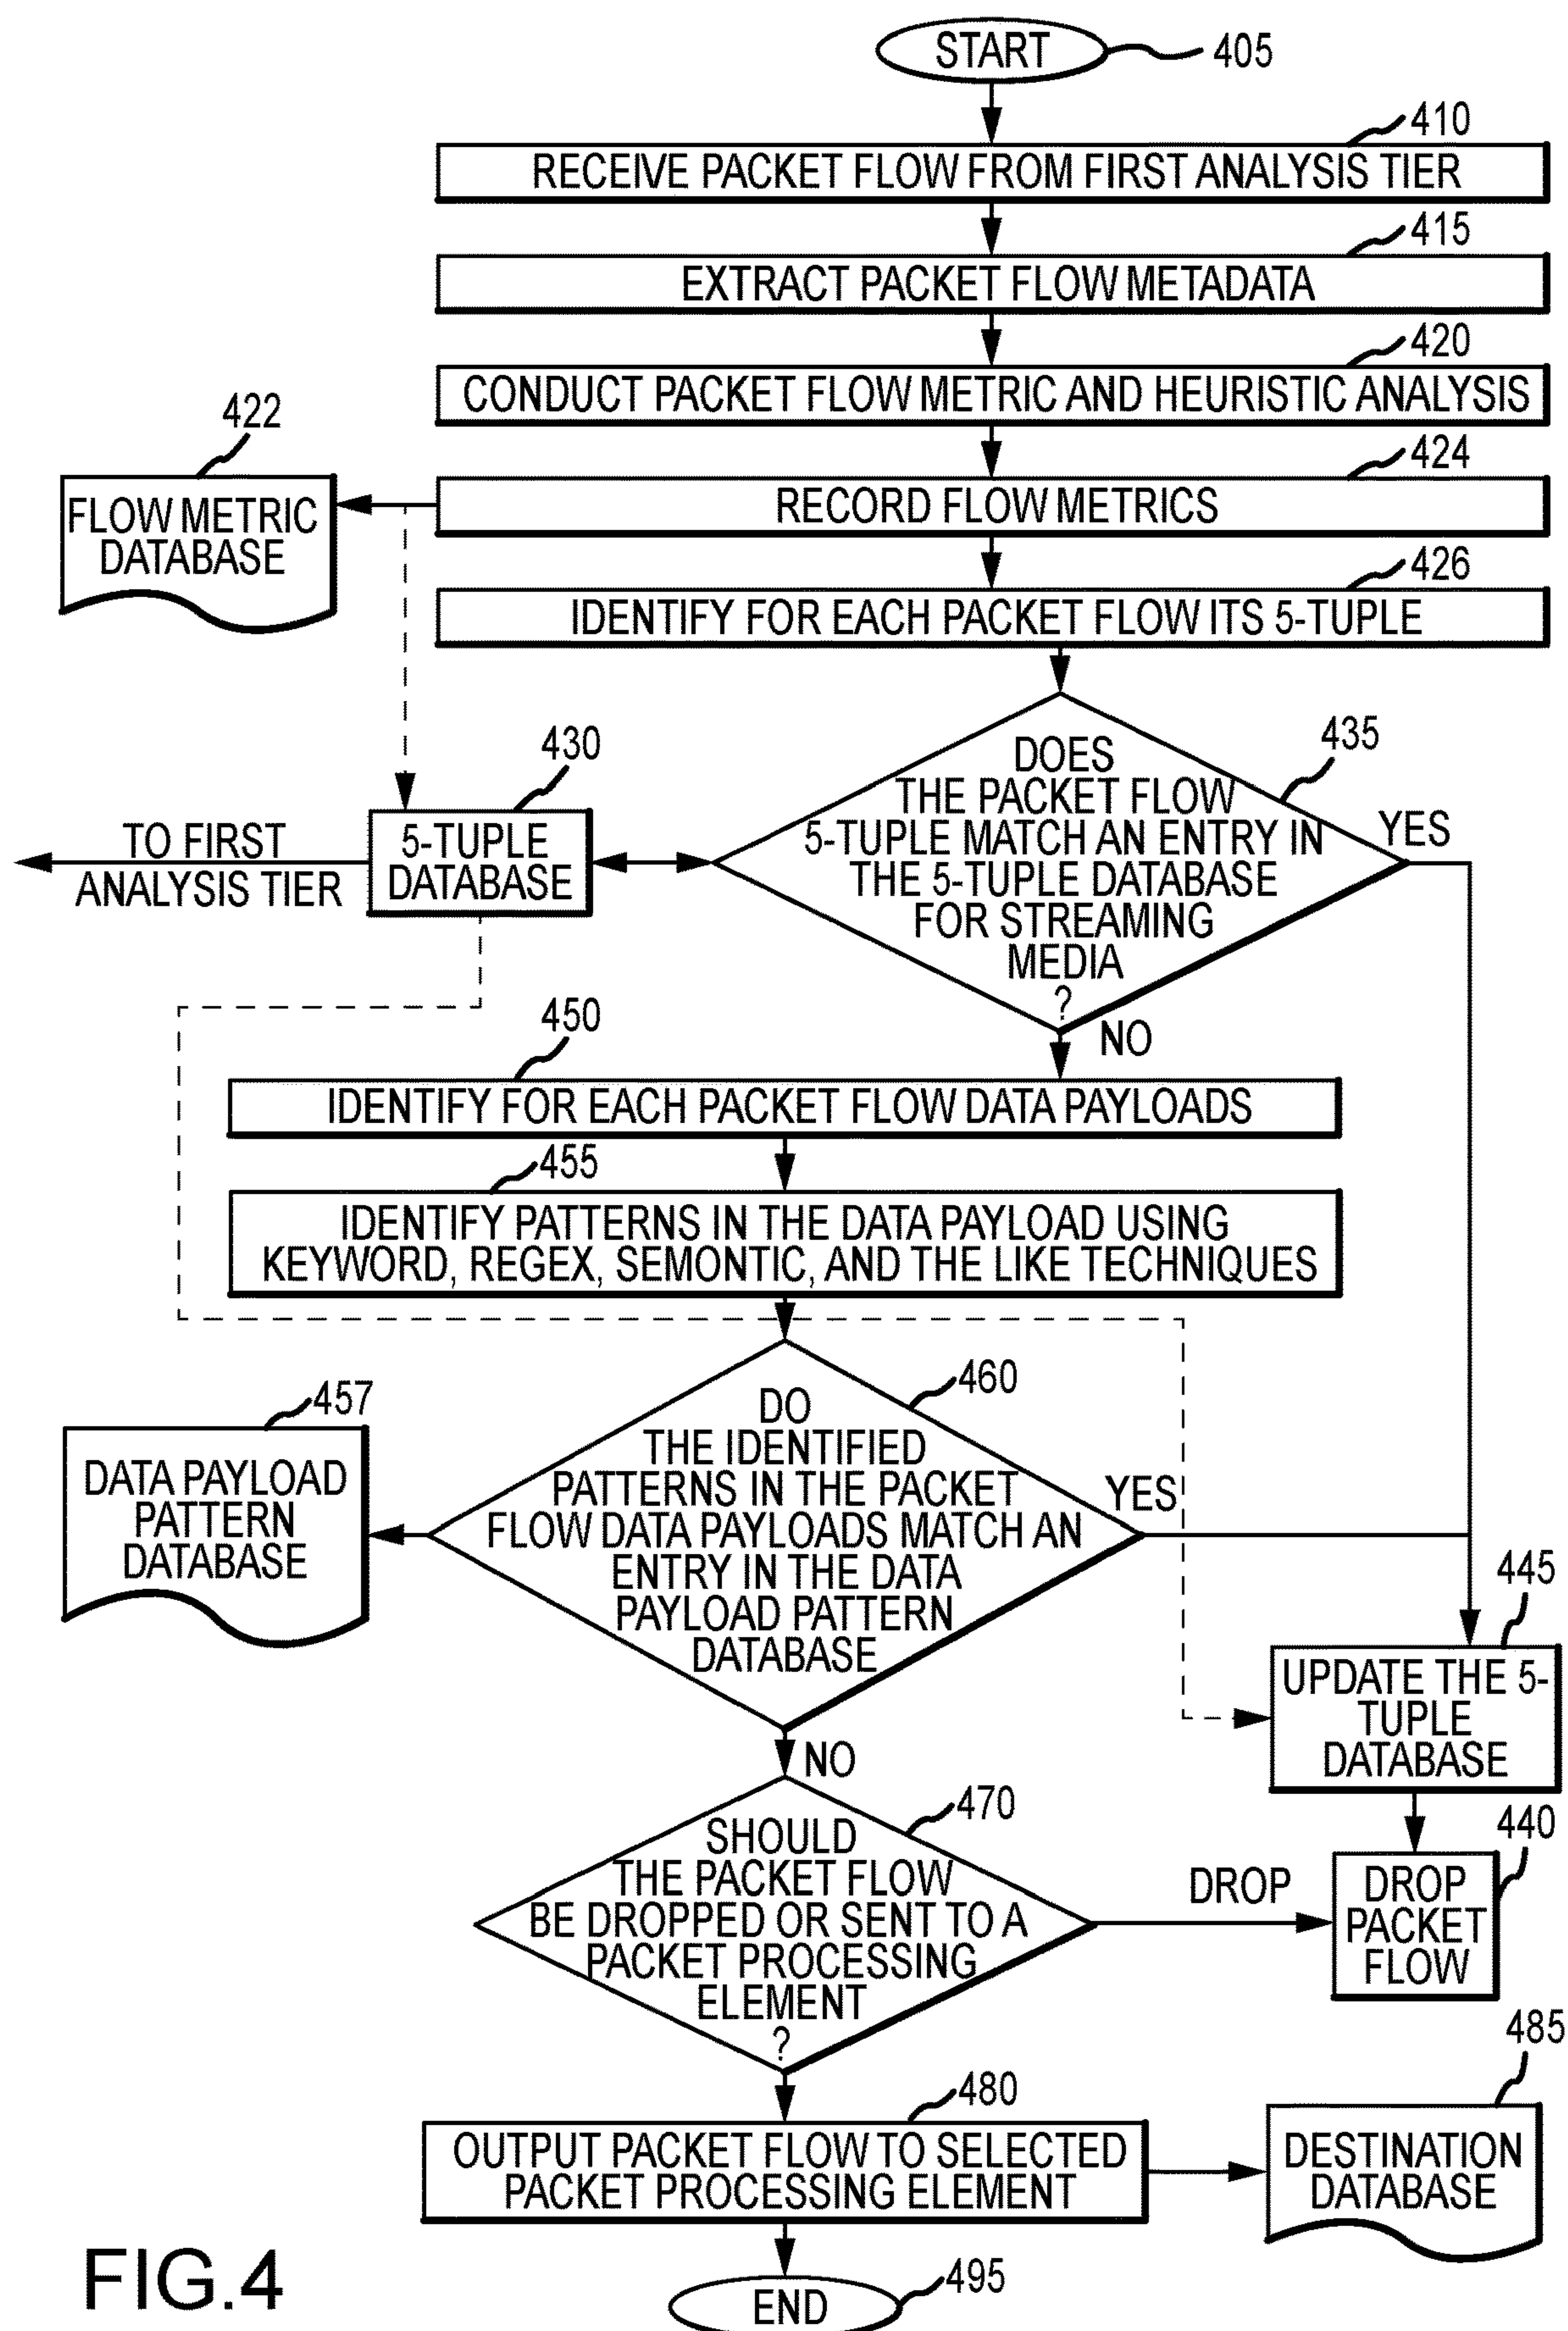 START
405
410
RECEIVE PACKET FLOW FROM FIRST ANALYSIS TIER
415
EXTRACT PACKET FLOW METADATA
420
CONDUCT PACKET FLOW METRIC AND HEURISTIC ANALYSIS
422
424
FLOW METRIC
DATABASE
RECORD FLOW METRICS
426
IDENTIFY FOR EACH PACKET FLOW ITS 5-TUPLE
430
435
DOES
THE PACKET FLOW
5-TUPLE MATCH AN ENTRY IN
THE 5-TUPLE DATABASE
FOR STREAMING
MEDIA
?
YES
TO FIRST
ANALYSIS TIER
5-TUPLE
DATABASE
NO
450
IDENTIFY FOR EACH PACKET FLOW DATA PAYLOADS
455
IDENTIFY PATTERNS IN THE DATA PAYLOAD USING
KEYWORD, REGEX, SEMONTIC, AND THE LIKE TECHNIQUES
457
460
DATA PAYLOAD
PATTERN
DATABASE
DO
THE IDENTIFIED
PATTERNS IN THE PACKET
FLOW DATA PAYLOADS MATCH AN
ENTRY IN THE DATA
PAYLOAD PATTERN
DATABASE
YES
445
UPDATE THE 5-
TUPLE
DATABASE
NO
470
440
SHOULD
THE PACKET FLOW
BE DROPPED OR SENT TO A
PACKET PROCESSING
ELEMENT
?
DROP
DROP
PACKET
FLOW
480
485
OUTPUT PACKET FLOW TO SELECTED
PACKET PROCESSING ELEMENT
DESTINATION
DATABASE
END
495
FIG.4